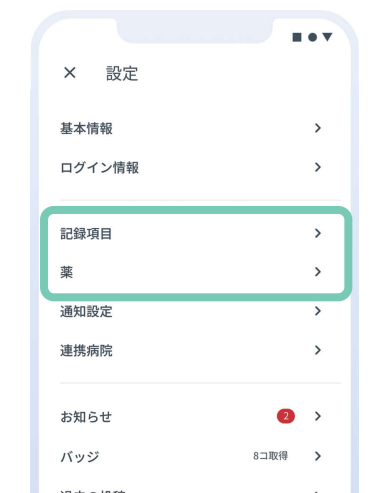 × 設定
基本情報
ログイン情報
記録項目
薬
通知設定
連携病院
お知らせ 2
バッジ 8コ取得